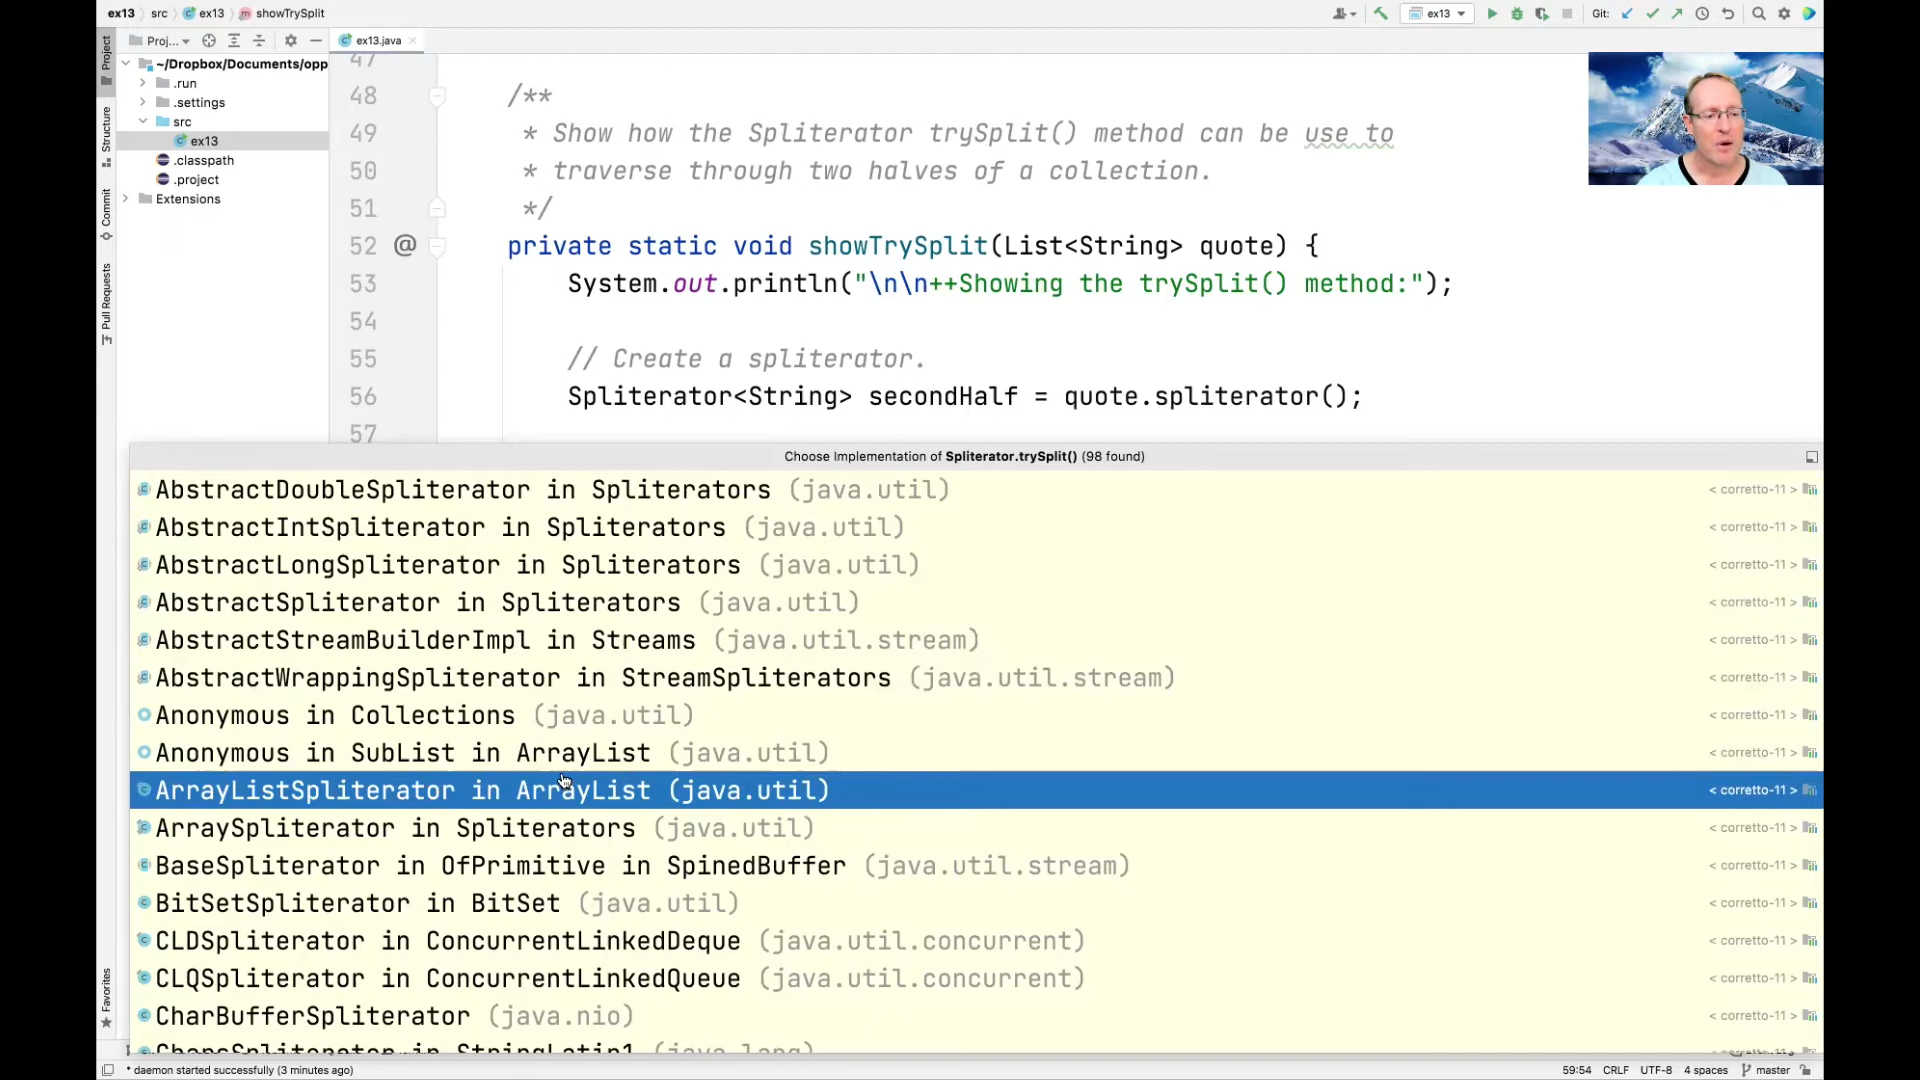 ex13 src ex13 showTrySplit
ex13 Git:
Proj... ex13.java
Project
Structure
Commit
Pull Requests
Favorites
~/Dropbox/Documents/opp
.run
.settings
src
ex13
.classpath
.project
Extensions
47
48 /**
49 * Show how the Spliterator trySplit() method can be use to
50 * traverse through two halves of a collection.
51 */
52 @ private static void showTrySplit(List<String> quote) {
53 System.out.println("\n\n++Showing the trySplit() method:");
54
55 // Create a spliterator.
56 Spliterator<String> secondHalf = quote.spliterator();
57
Choose Implementation of Spliterator.trySplit() (98 found)
AbstractDoubleSpliterator in Spliterators (java.util) < corretto-11 >
AbstractIntSpliterator in Spliterators (java.util) < corretto-11 >
AbstractLongSpliterator in Spliterators (java.util) < corretto-11 >
AbstractSpliterator in Spliterators (java.util) < corretto-11 >
AbstractStreamBuilderImpl in Streams (java.util.stream) < corretto-11 >
AbstractWrappingSpliterator in StreamSpliterators (java.util.stream) < corretto-11 >
Anonymous in Collections (java.util) < corretto-11 >
Anonymous in SubList in ArrayList (java.util) < corretto-11 >
ArrayListSpliterator in ArrayList (java.util) < corretto-11 >
ArraySpliterator in Spliterators (java.util) < corretto-11 >
BaseSpliterator in OfPrimitive in SpinedBuffer (java.util.stream) < corretto-11 >
BitSetSpliterator in BitSet (java.util) < corretto-11 >
CLDSpliterator in ConcurrentLinkedDeque (java.util.concurrent) < corretto-11 >
CLQSpliterator in ConcurrentLinkedQueue (java.util.concurrent) < corretto-11 >
CharBufferSpliterator (java.nio) < corretto-11 >
CharsSpliterator in StringLatin1 (java.lang)
* daemon started successfully (3 minutes ago) 59:54 CRLF UTF-8 4 spaces master